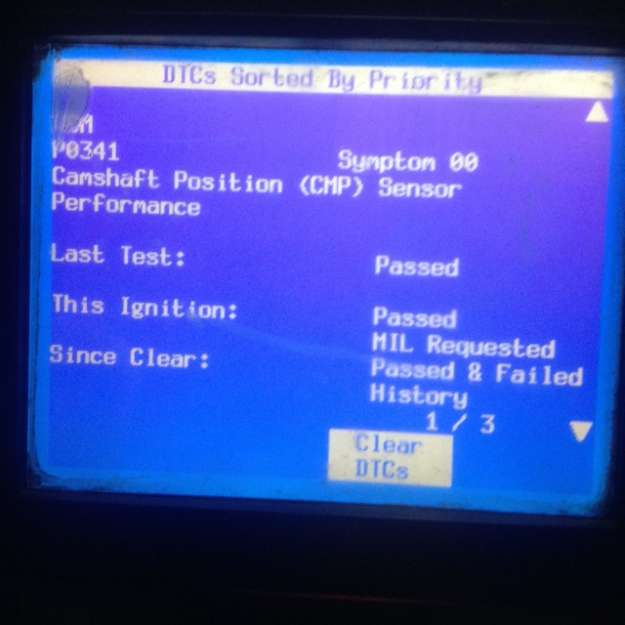 DTCs Sorted By Priority
P0341 Symptom 00
Camshaft Position (CMP) Sensor
Performance
Last Test: Passed
This Ignition: Passed
MIL Requested
Since Clear: Passed & Failed
History
1 / 3
Clear
DTCs